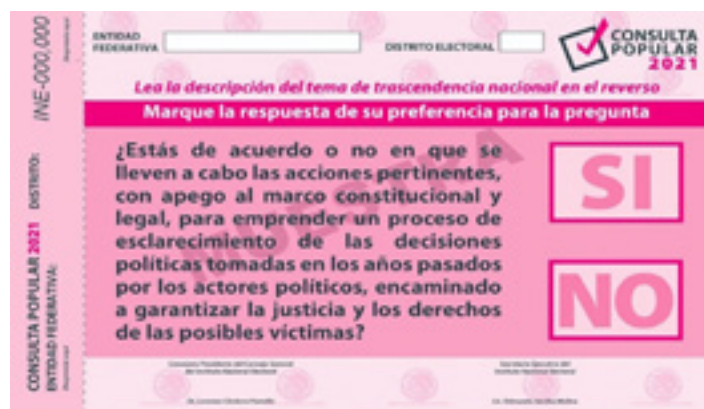 INE-000,000
CONSULTA POPULAR 2021 DISTRITO:
ENTIDAD FEDERATIVA:
ENTIDAD
FEDERATIVA
DISTRITO ELECTORAL
CONSULTA
POPULAR
2021
Lea la descripción del tema de trascendencia nacional en el reverso
Marque la respuesta de su preferencia para la pregunta
¿Estás de acuerdo o no en que se
lleven a cabo las acciones pertinentes,
con apego al marco constitucional y
legal, para emprender un proceso de
esclarecimiento de las decisiones
políticas tomadas en los años pasados
por los actores políticos, encaminado
a garantizar la justicia y los derechos
de las posibles víctimas?
SI
NO
MUESTRA